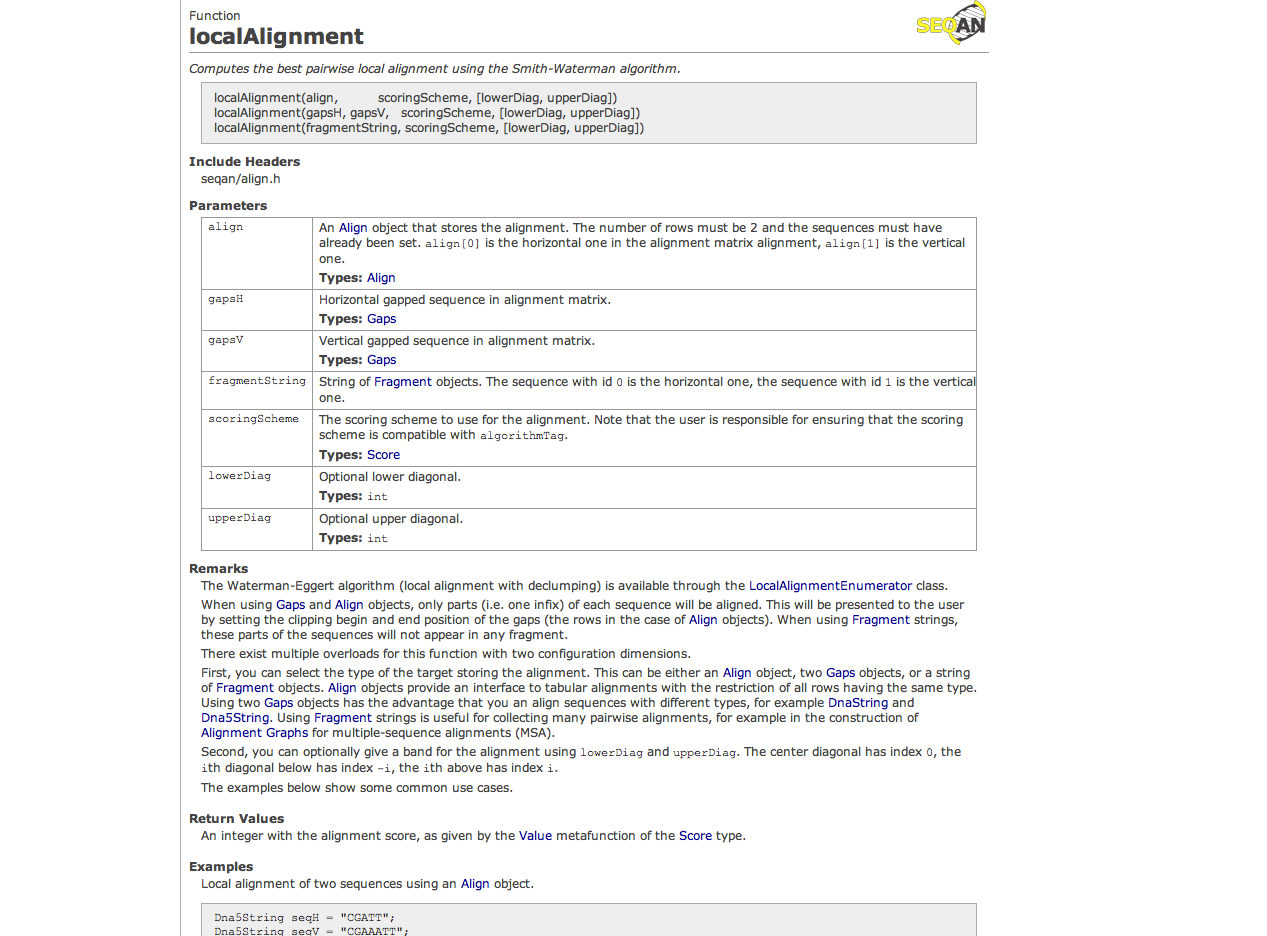 Function
SEQAN
localAlignment
Computes the best pairwise local alignment using the Smith-Waterman algorithm.
localAlignment(align, scoringScheme, [lowerDiag, upperDiag])
localAlignment(gapsH, gapsV, scoringScheme, [lowerDiag, upperDiag])
localAlignment(fragmentString, scoringScheme, [lowerDiag, upperDiag])
Include Headers
seqan/align.h
Parameters
align
An Align object that stores the alignment. The number of rows must be 2 and the sequences must have
already been set. align[0] is the horizontal one in the alignment matrix alignment, align[1] is the vertical
one.
Types: Align
gapsH
Horizontal gapped sequence in alignment matrix.
Types: Gaps
gapsV
Vertical gapped sequence in alignment matrix.
Types: Gaps
fragmentString
String of Fragment objects. The sequence with id 0 is the horizontal one, the sequence with id 1 is the vertical
one.
scoringScheme
The scoring scheme to use for the alignment. Note that the user is responsible for ensuring that the scoring
scheme is compatible with algorithmTag.
Types: Score
lowerDiag
Optional lower diagonal.
Types: int
upperDiag
Optional upper diagonal.
Types: int
Remarks
The Waterman-Eggert algorithm (local alignment with declumping) is available through the LocalAlignmentEnumerator class.
When using Gaps and Align objects, only parts (i.e. one infix) of each sequence will be aligned. This will be presented to the user
by setting the clipping begin and end position of the gaps (the rows in the case of Align objects). When using Fragment strings,
these parts of the sequences will not appear in any fragment.
There exist multiple overloads for this function with two configuration dimensions.
First, you can select the type of the target storing the alignment. This can be either an Align object, two Gaps objects, or a string
of Fragment objects. Align objects provide an interface to tabular alignments with the restriction of all rows having the same type.
Using two Gaps objects has the advantage that you an align sequences with different types, for example DnaString and
Dna5String. Using Fragment strings is useful for collecting many pairwise alignments, for example in the construction of
Alignment Graphs for multiple-sequence alignments (MSA).
Second, you can optionally give a band for the alignment using lowerDiag and upperDiag. The center diagonal has index 0, the
ith diagonal below has index -i, the ith above has index i.
The examples below show some common use cases.
Return Values
An integer with the alignment score, as given by the Value metafunction of the Score type.
Examples
Local alignment of two sequences using an Align object.
Dna5String seqH = "CGATT";
Dna5String seqV = "CGAAATT";